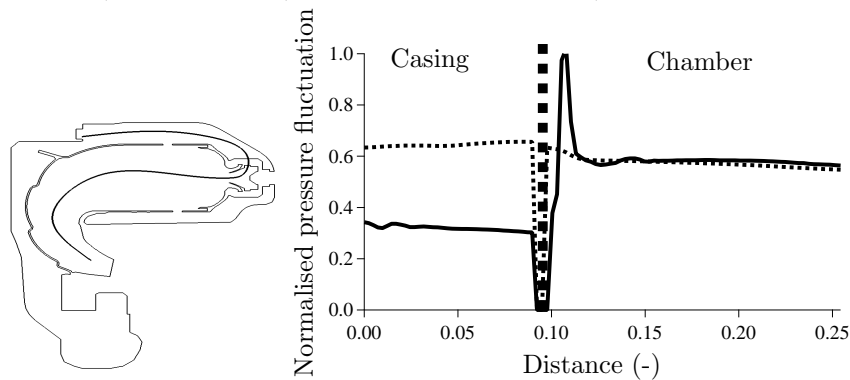 Normalised pressure fluctuation
Casing
Chamber
1.0
0.8
0.6
0.4
0.2
0.0
0.00 0.05 0.10 0.15 0.20 0.25
Distance (-)